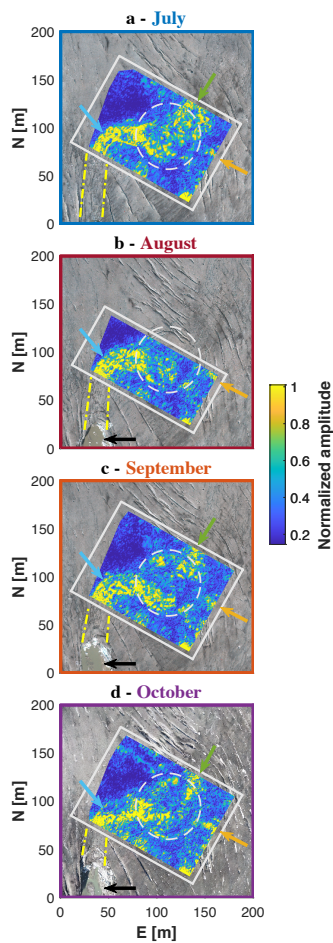 a - July
200
150
100
50
0
N [m]
b - August
200
150
100
50
0
N [m]
c - September
200
150
100
50
0
N [m]
d - October
200
150
100
50
0
N [m]
0 50 100 150 200
E [m]
1
0.8
0.6
0.4
0.2
Normalized amplitude